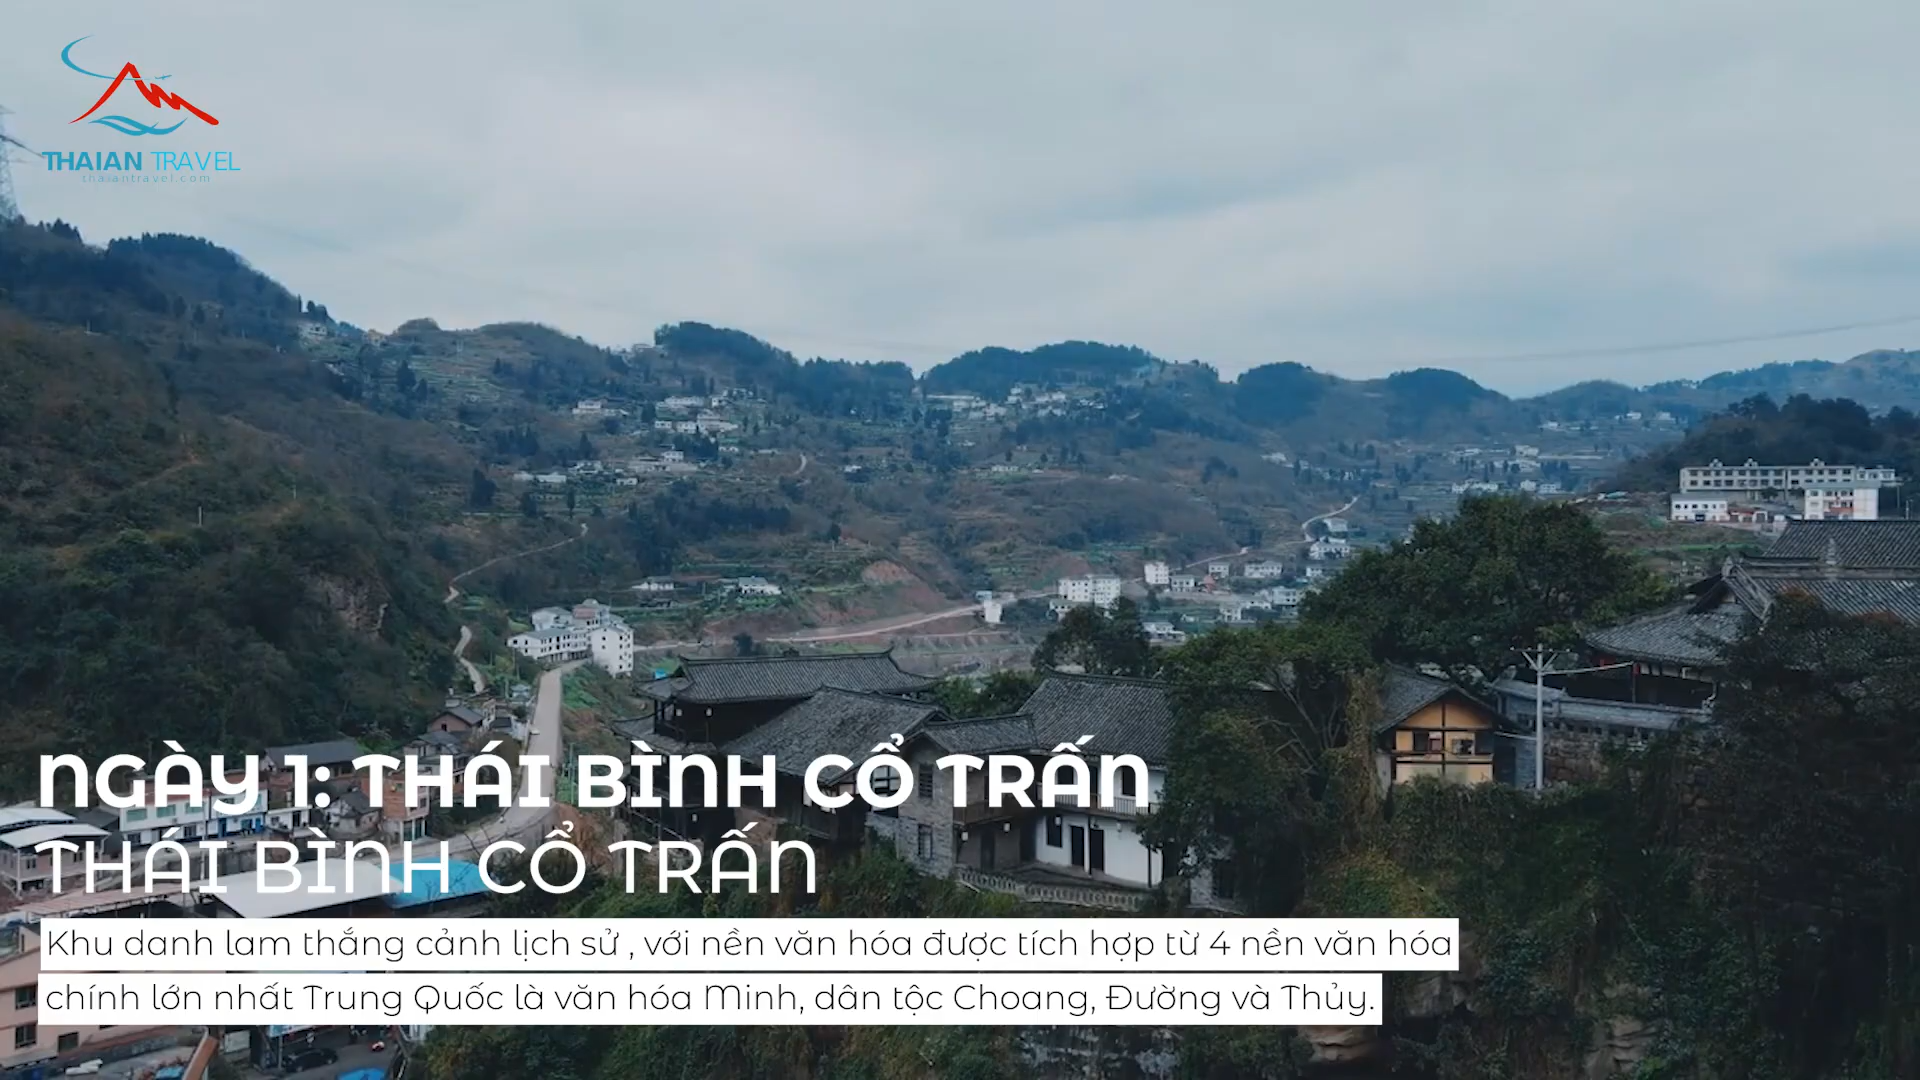 THAIAN TRAVEL
thaiantravel.com
NGÀY 1: THÁI BÌNH CỔ TRẤN
THÁI BÌNH CỔ TRẤN
Khu danh lam thắng cảnh lịch sử , với nền văn hóa được tích hợp từ 4 nền văn hóa
chính lớn nhất Trung Quốc là văn hóa Minh, dân tộc Choang, Đường và Thủy.